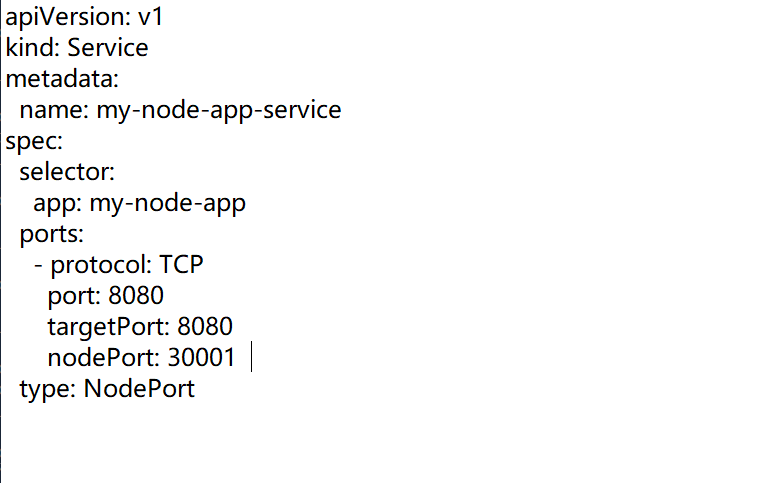 apiVersion: v1
kind: Service
metadata:
  name: my-node-app-service
spec:
  selector:
    app: my-node-app
  ports:
    - protocol: TCP
      port: 8080
      targetPort: 8080
      nodePort: 30001
  type: NodePort